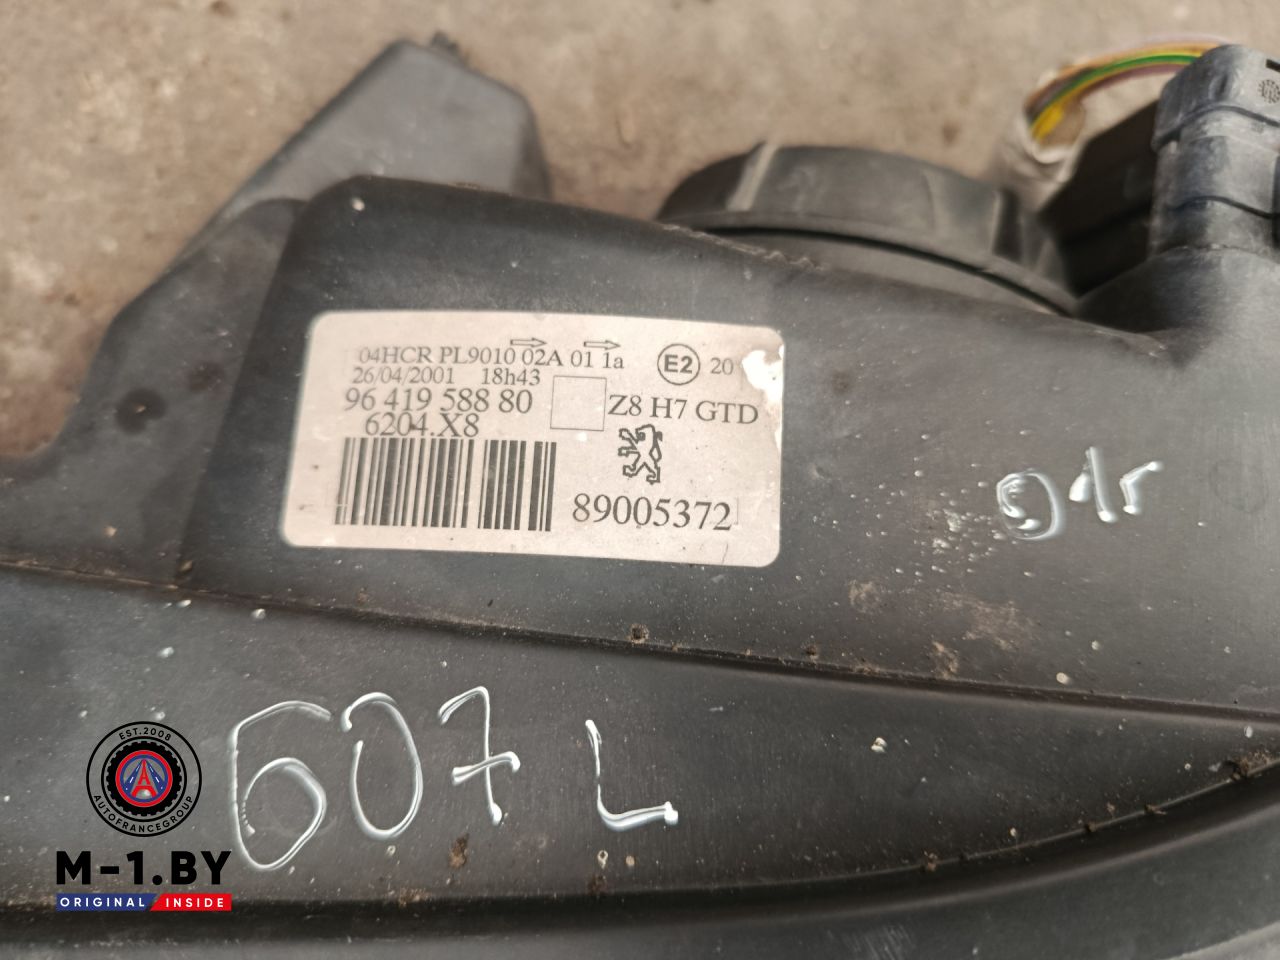 04HCR PL9010 02A 01 1a
E2 20
26/04/2001 18h43
96 419 588 80
Z8 H7 GTD
6204.X8
89005372
607 L
EST.2008
AUTOFRANCEGROUP
M-1.BY
ORIGINAL INSIDE